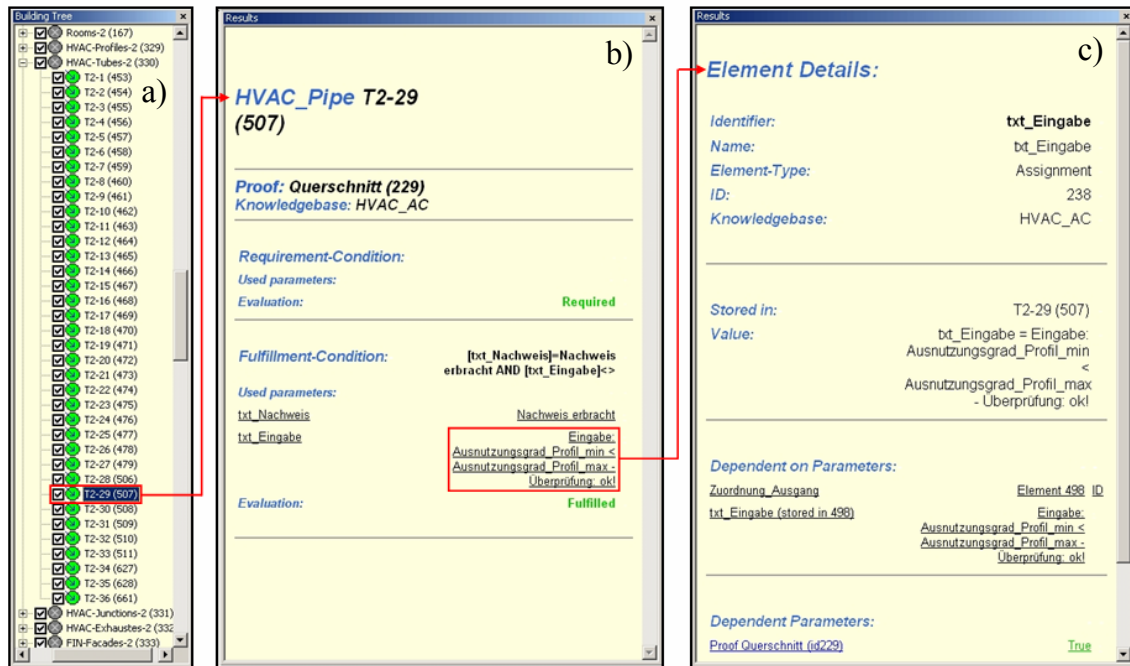 Building Tree
Rooms-2 (167)
HVAC-Profiles-2 (329)
HVAC-Tubes-2 (330)
a)
T2-1 (453)
T2-2 (454)
T2-3 (455)
T2-4 (456)
T2-5 (457)
T2-6 (458)
T2-7 (459)
T2-8 (460)
T2-9 (461)
T2-10 (462)
T2-11 (463)
T2-12 (464)
T2-13 (465)
T2-14 (466)
T2-15 (467)
T2-16 (468)
T2-17 (469)
T2-18 (470)
T2-19 (471)
T2-20 (472)
T2-21 (473)
T2-22 (474)
T2-23 (475)
T2-24 (476)
T2-25 (477)
T2-26 (478)
T2-27 (479)
T2-28 (506)
T2-29 (507)
T2-30 (508)
T2-31 (509)
T2-32 (510)
T2-33 (511)
T2-34 (627)
T2-35 (628)
T2-36 (661)
HVAC-Junctions-2 (331)
HVAC-Exhaustes-2 (332
FIN-Facades-2 (333)
Results
b)
HVAC_Pipe T2-29
(507)
Proof: Querschnitt (229)
Knowledgebase: HVAC_AC
Requirement-Condition:
Used parameters:
Evaluation: Required
Fulfillment-Condition: [txt_Nachweis]=Nachweis
erbracht AND [txt_Eingabe]<>
Used parameters:
txt_Nachweis Nachweis erbracht
txt_Eingabe Eingabe:
Ausnutzungsgrad_Profil_min <
Ausnutzungsgrad_Profil_max -
Überprüfung: ok!
Evaluation: Fulfilled
Results
c)
Element Details:
Identifier: txt_Eingabe
Name: txt_Eingabe
Element-Type: Assignment
ID: 238
Knowledgebase: HVAC_AC
Stored in: T2-29 (507)
Value: txt_Eingabe = Eingabe:
Ausnutzungsgrad_Profil_min
<
Ausnutzungsgrad_Profil_max
- Überprüfung: ok!
Dependent on Parameters:
Zuordnung_Ausgang Element 498 ID
txt_Eingabe (stored in 498) Eingabe:
Ausnutzungsgrad_Profil_min <
Ausnutzungsgrad_Profil_max -
Überprüfung: ok!
Dependent Parameters:
Proof Querschnitt (id229) True